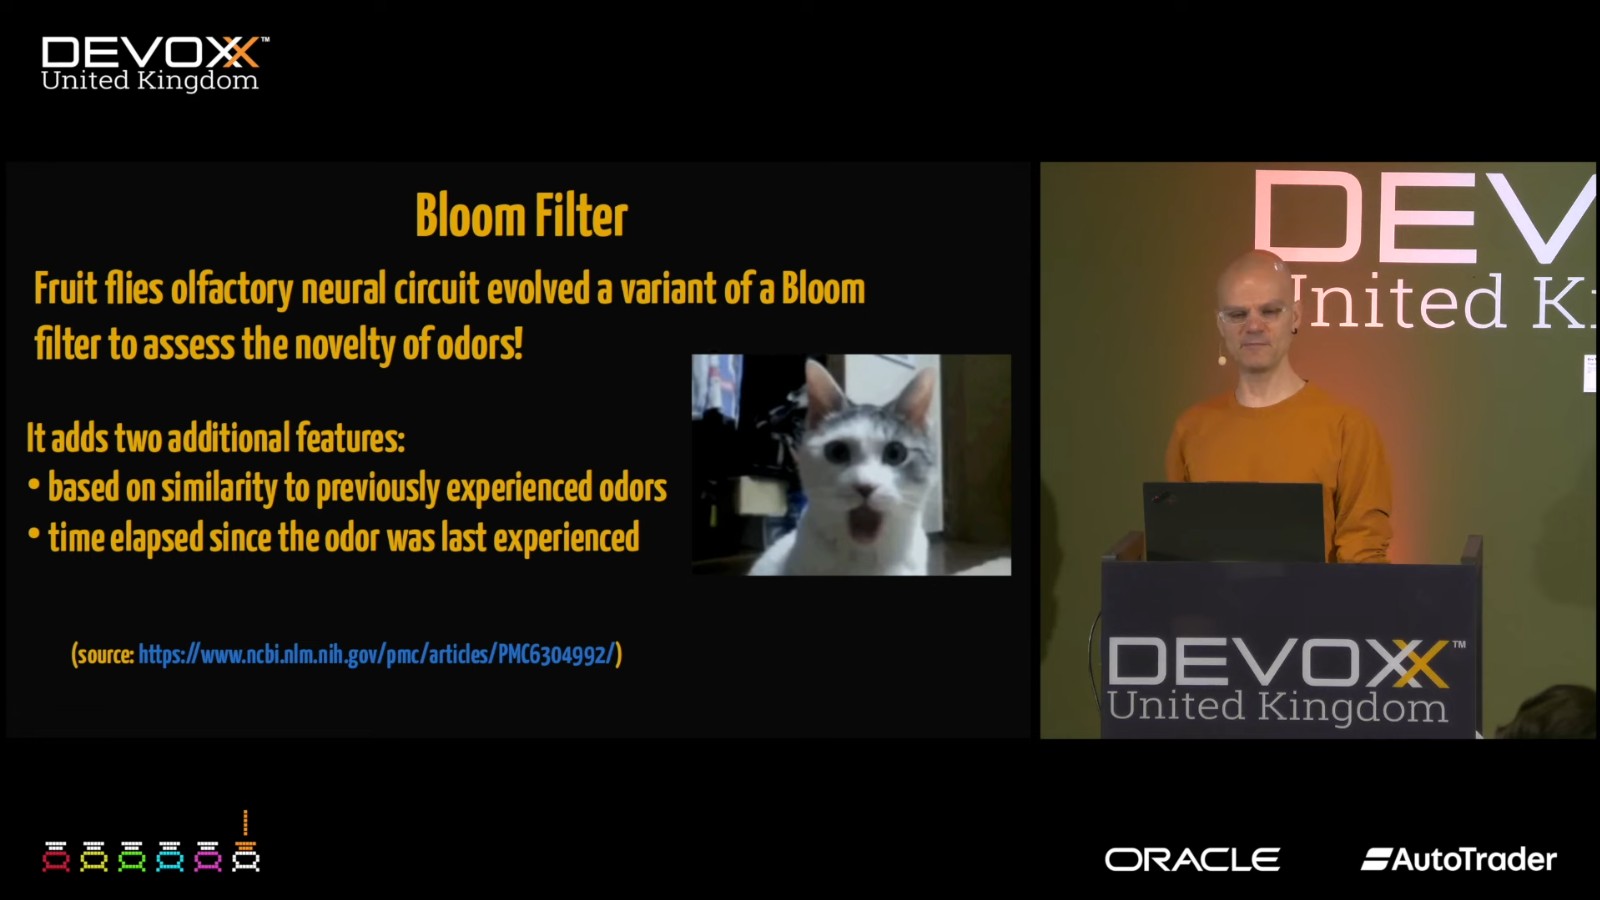 DEVOXX™
United Kingdom
Bloom Filter
Fruit flies olfactory neural circuit evolved a variant of a Bloom
filter to assess the novelty of odors!
It adds two additional features:
• based on similarity to previously experienced odors
• time elapsed since the odor was last experienced
(source: https://www.ncbi.nlm.nih.gov/pmc/articles/PMC6304992/)
DEV
United K
DEVOXX™
United Kingdom
ORACLE
AutoTrader